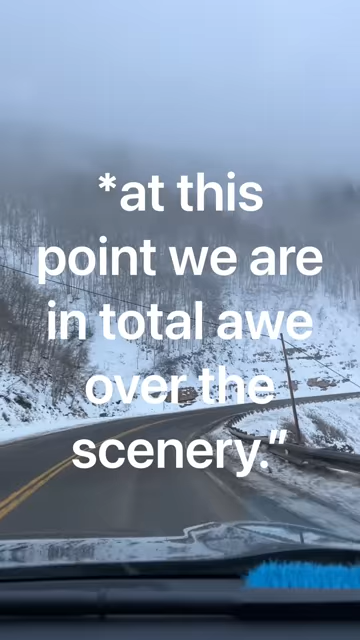 *at this
point we are
in total awe
over the
scenery.”